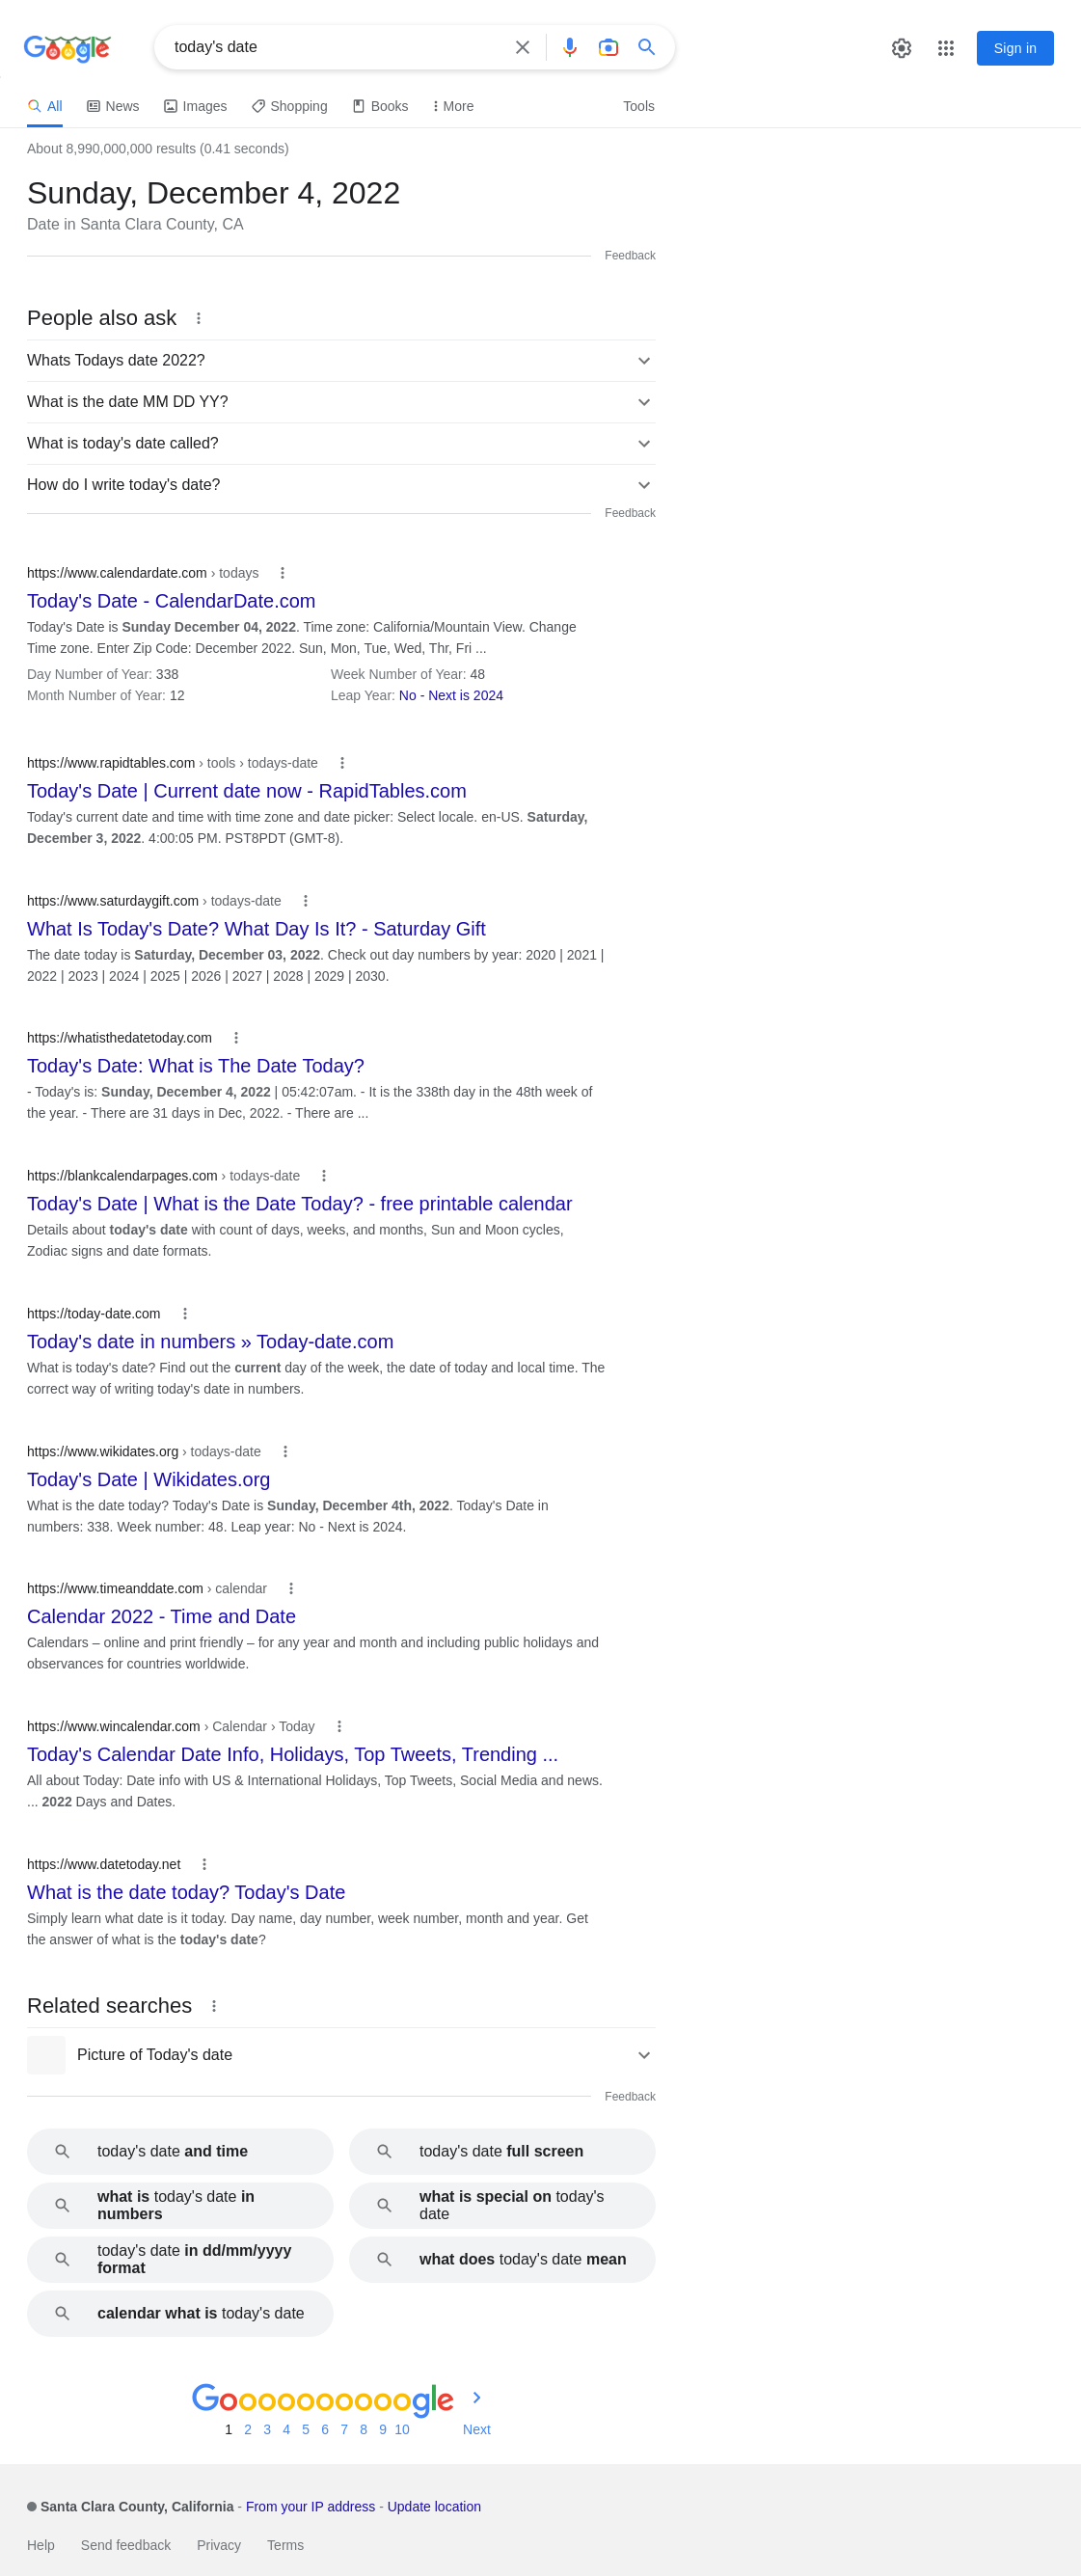 Google
today's date
Sign in
All
News
Images
Shopping
Books
More
Tools
About 8,990,000,000 results (0.41 seconds)
Sunday, December 4, 2022
Date in Santa Clara County, CA
Feedback
People also ask
Whats Todays date 2022?
What is the date MM DD YY?
What is today's date called?
How do I write today's date?
Feedback
https://www.calendardate.com › todays
Today's Date - CalendarDate.com
Today's Date is Sunday December 04, 2022. Time zone: California/Mountain View. Change
Time zone. Enter Zip Code: December 2022. Sun, Mon, Tue, Wed, Thr, Fri ...
Day Number of Year: 338
Week Number of Year: 48
Month Number of Year: 12
Leap Year: No - Next is 2024
https://www.rapidtables.com › tools › todays-date
Today's Date | Current date now - RapidTables.com
Today's current date and time with time zone and date picker: Select locale. en-US. Saturday,
December 3, 2022. 4:00:05 PM. PST8PDT (GMT-8).
https://www.saturdaygift.com › todays-date
What Is Today's Date? What Day Is It? - Saturday Gift
The date today is Saturday, December 03, 2022. Check out day numbers by year: 2020 | 2021 |
2022 | 2023 | 2024 | 2025 | 2026 | 2027 | 2028 | 2029 | 2030.
https://whatisthedatetoday.com
Today's Date: What is The Date Today?
- Today's is: Sunday, December 4, 2022 | 05:42:07am. - It is the 338th day in the 48th week of
the year. - There are 31 days in Dec, 2022. - There are ...
https://blankcalendarpages.com › todays-date
Today's Date | What is the Date Today? - free printable calendar
Details about today's date with count of days, weeks, and months, Sun and Moon cycles,
Zodiac signs and date formats.
https://today-date.com
Today's date in numbers » Today-date.com
What is today's date? Find out the current day of the week, the date of today and local time. The
correct way of writing today's date in numbers.
https://www.wikidates.org › todays-date
Today's Date | Wikidates.org
What is the date today? Today's Date is Sunday, December 4th, 2022. Today's Date in
numbers: 338. Week number: 48. Leap year: No - Next is 2024.
https://www.timeanddate.com › calendar
Calendar 2022 - Time and Date
Calendars – online and print friendly – for any year and month and including public holidays and
observances for countries worldwide.
https://www.wincalendar.com › Calendar › Today
Today's Calendar Date Info, Holidays, Top Tweets, Trending ...
All about Today: Date info with US & International Holidays, Top Tweets, Social Media and news.
... 2022 Days and Dates.
https://www.datetoday.net
What is the date today? Today's Date
Simply learn what date is it today. Day name, day number, week number, month and year. Get
the answer of what is the today's date?
Related searches
Picture of Today's date
Feedback
today's date and time
today's date full screen
what is today's date in
numbers
what is special on today's
date
today's date in dd/mm/yyyy
format
what does today's date mean
calendar what is today's date
Goooooooooogle
1 2 3 4 5 6 7 8 9 10 Next
Santa Clara County, California - From your IP address - Update location
Help
Send feedback
Privacy
Terms